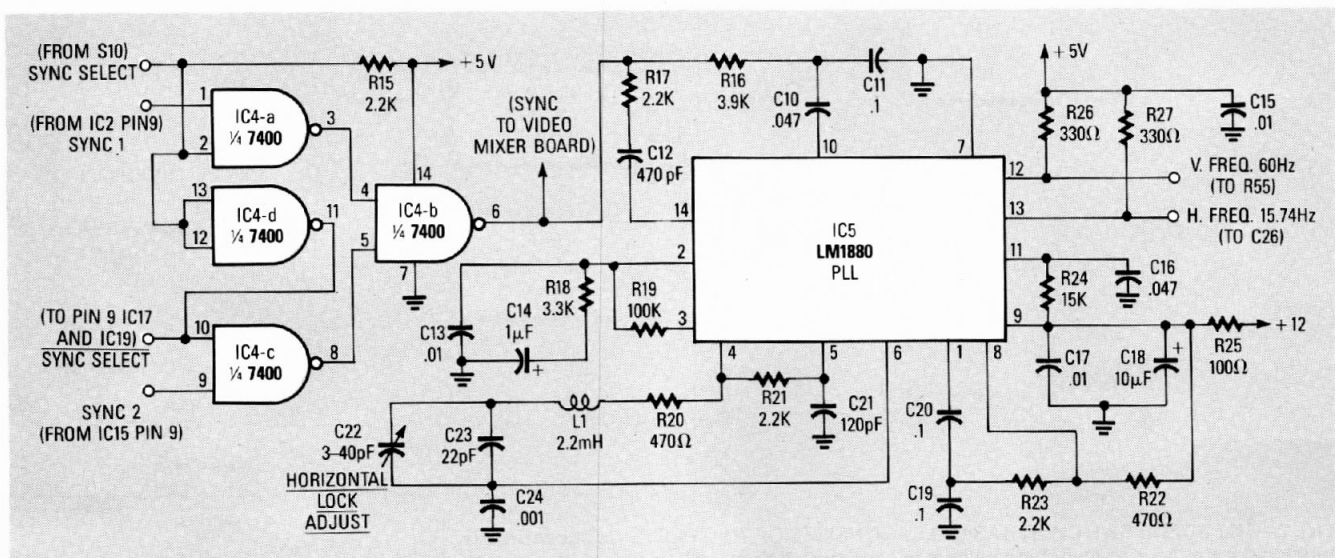 (FROM S10)
SYNC SELECT
1
(FROM IC2 PIN9)
SYNC 1
2
IC4-a
¼ 7400
3
R15
2.2K
+5V
13
12
IC4-d
¼ 7400
11
(TO PIN 9 IC17
AND IC19)
SYNC SELECT
10
9
IC4-c
¼ 7400
8
SYNC 2
(FROM IC15 PIN 9)
14
4
5
IC4-b
¼ 7400
6
7
(SYNC
TO VIDEO
MIXER BOARD)
R17
2.2K
C12
470 pF
R16
3.9K
C10
.047
C11
.1
10
7
14
2
3
IC5
LM1880
PLL
12
13
11
9
4
5
6
1
8
+5V
R26
330Ω
R27
330Ω
C15
.01
V. FREQ. 60Hz
(TO R55)
H. FREQ. 15.74Hz
(TO C26)
R24
15K
C16
.047
C17
.01
C18
10µF
+
R25
100Ω
+12
C13
.01
C14
1µF
+
R18
3.3K
R19
100K
R21
2.2K
C21
120pF
R20
470Ω
L1
2.2mH
C22
3–40pF
C23
22pF
HORIZONTAL
LOCK
ADJUST
C24
.001
C20
.1
C19
.1
R23
2.2K
R22
470Ω